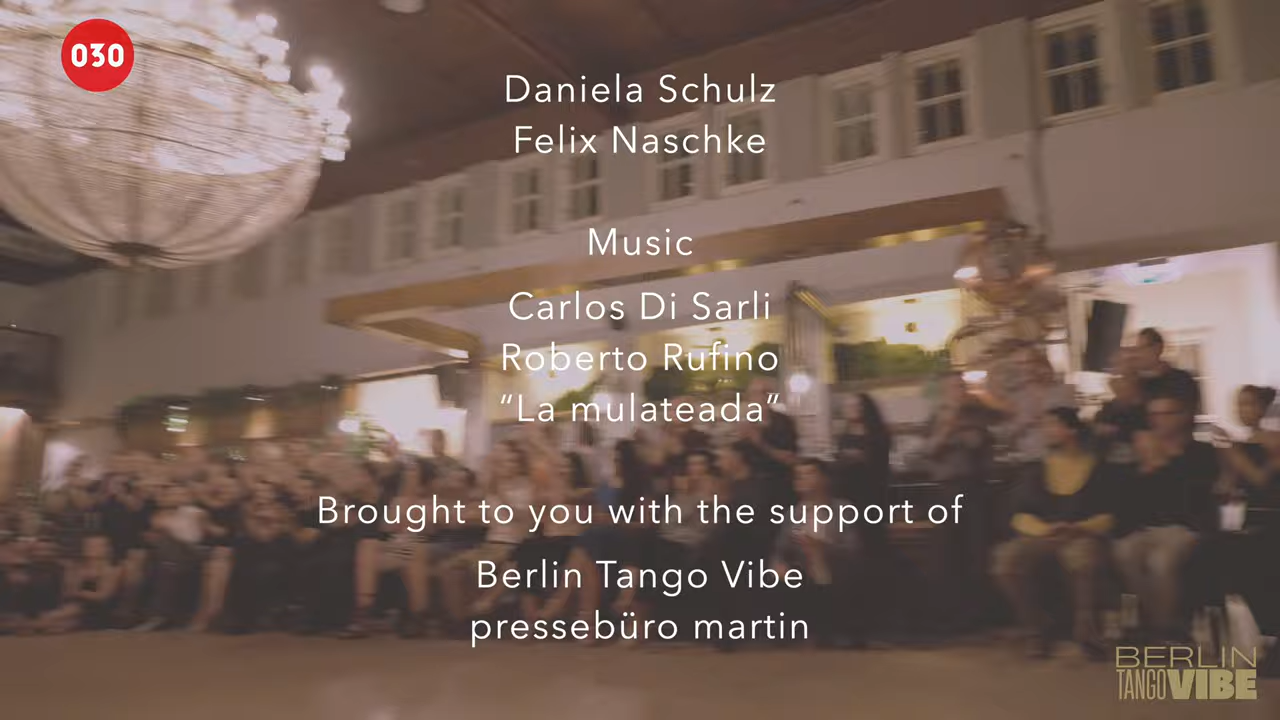 030
Daniela Schulz
Felix Naschke
Music
Carlos Di Sarli
Roberto Rufino
“La mulateada”
Brought to you with the support of
Berlin Tango Vibe
pressebüro martin
BERLIN
TANGO VIBE